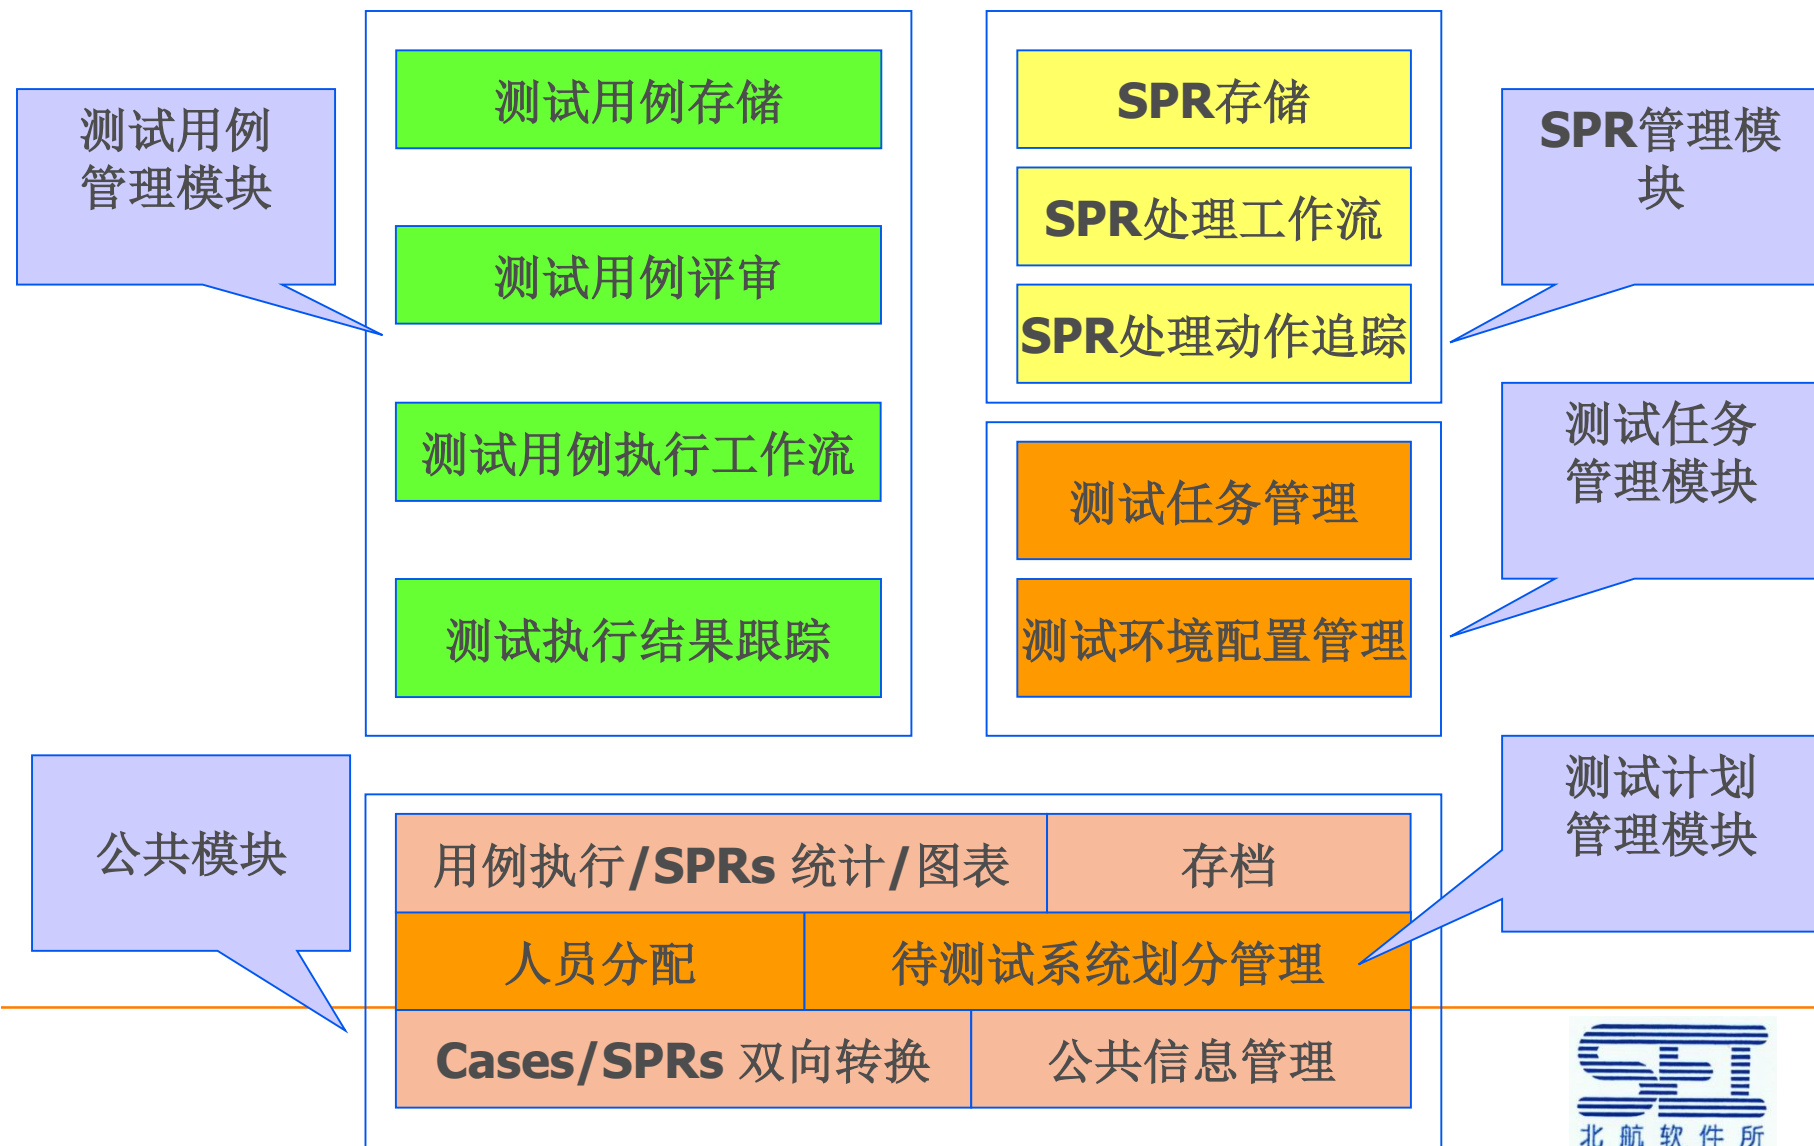 测试用例
管理模块
测试用例存储
测试用例评审
测试用例执行工作流
测试执行结果跟踪
SPR存储
SPR处理工作流
SPR处理动作追踪
SPR管理模
块
测试任务管理
测试环境配置管理
测试任务
管理模块
公共模块
用例执行/SPRs 统计/图表
存档
人员分配
待测试系统划分管理
Cases/SPRs 双向转换
公共信息管理
测试计划
管理模块
SEI
北航软件所